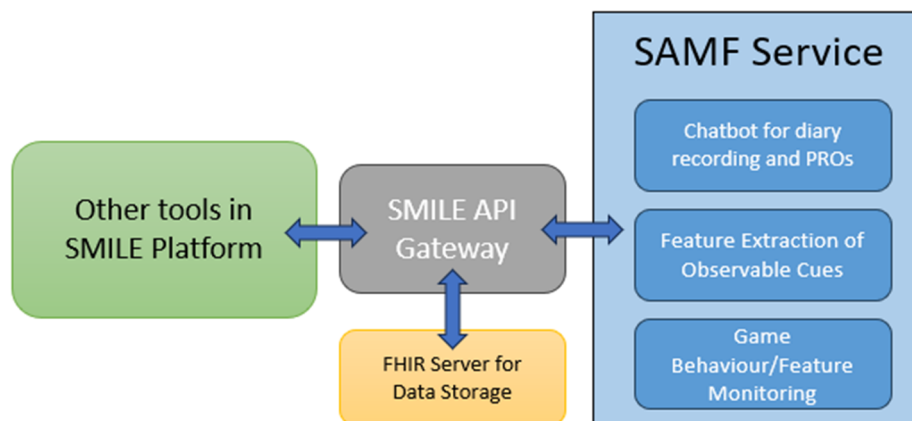 Other tools in
SMILE Platform
SMILE API
Gateway
FHIR Server for
Data Storage
SAMF Service
Chatbot for diary
recording and PROs
Feature Extraction of
Observable Cues
Game
Behaviour/Feature
Monitoring